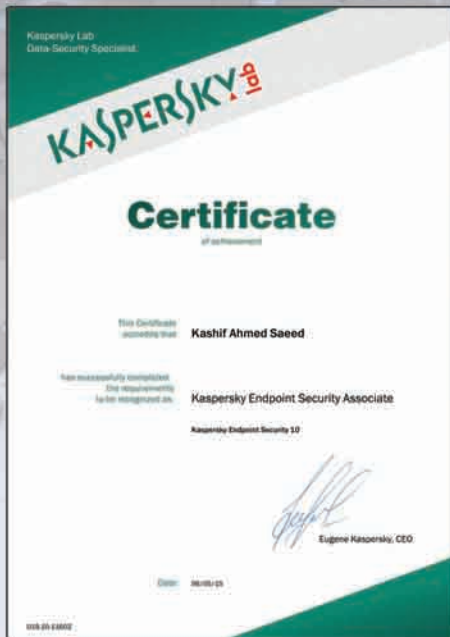 Kaspersky Lab
Data-Security Specialist
KASPERSKY lab
Certificate
of achievement
This Certificate
accredits that
Kashif Ahmed Saeed
has successfully completed
the requirements
to be recognized as
Kaspersky Endpoint Security Associate
Kaspersky Endpoint Security 10
Eugene Kaspersky, CEO
Date: